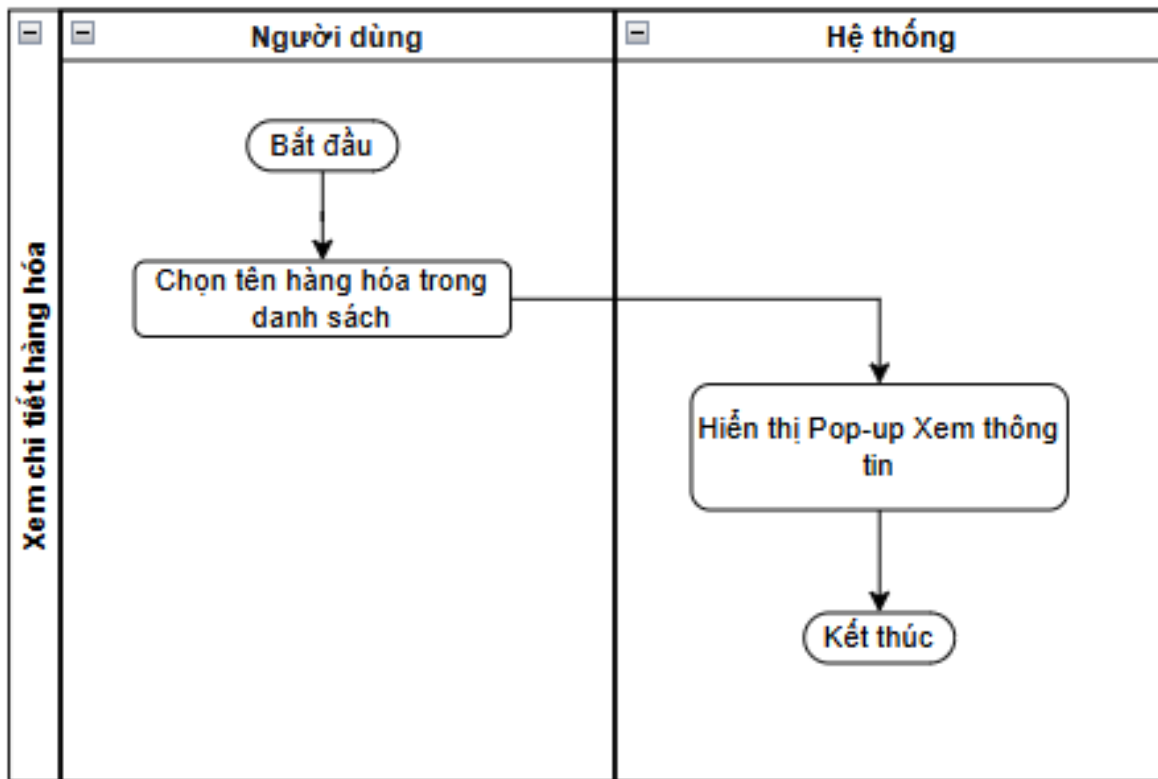 Người dùng
Hệ thống
Xem chi tiết hàng hóa
Bắt đầu
Chọn tên hàng hóa trong
danh sách
Hiển thị Pop-up Xem thông
tin
Kết thúc